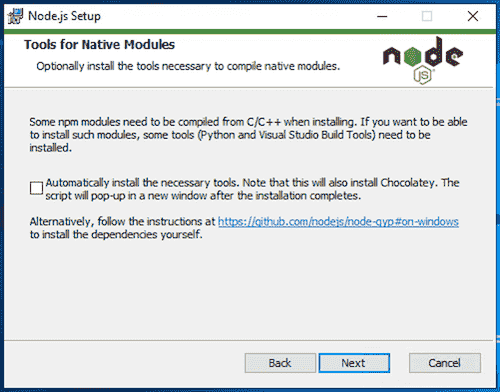 Node.js Setup
Tools for Native Modules
Optionally install the tools necessary to compile native modules.
node
JS
Some npm modules need to be compiled from C/C++ when installing. If you want to be able
to install such modules, some tools (Python and Visual Studio Build Tools) need to be
installed.
Automatically install the necessary tools. Note that this will also install Chocolatey. The
script will pop-up in a new window after the installation completes.
Alternatively, follow the instructions at https://github.com/nodejs/node-gyp#on-windows
to install the dependencies yourself.
Back Next Cancel